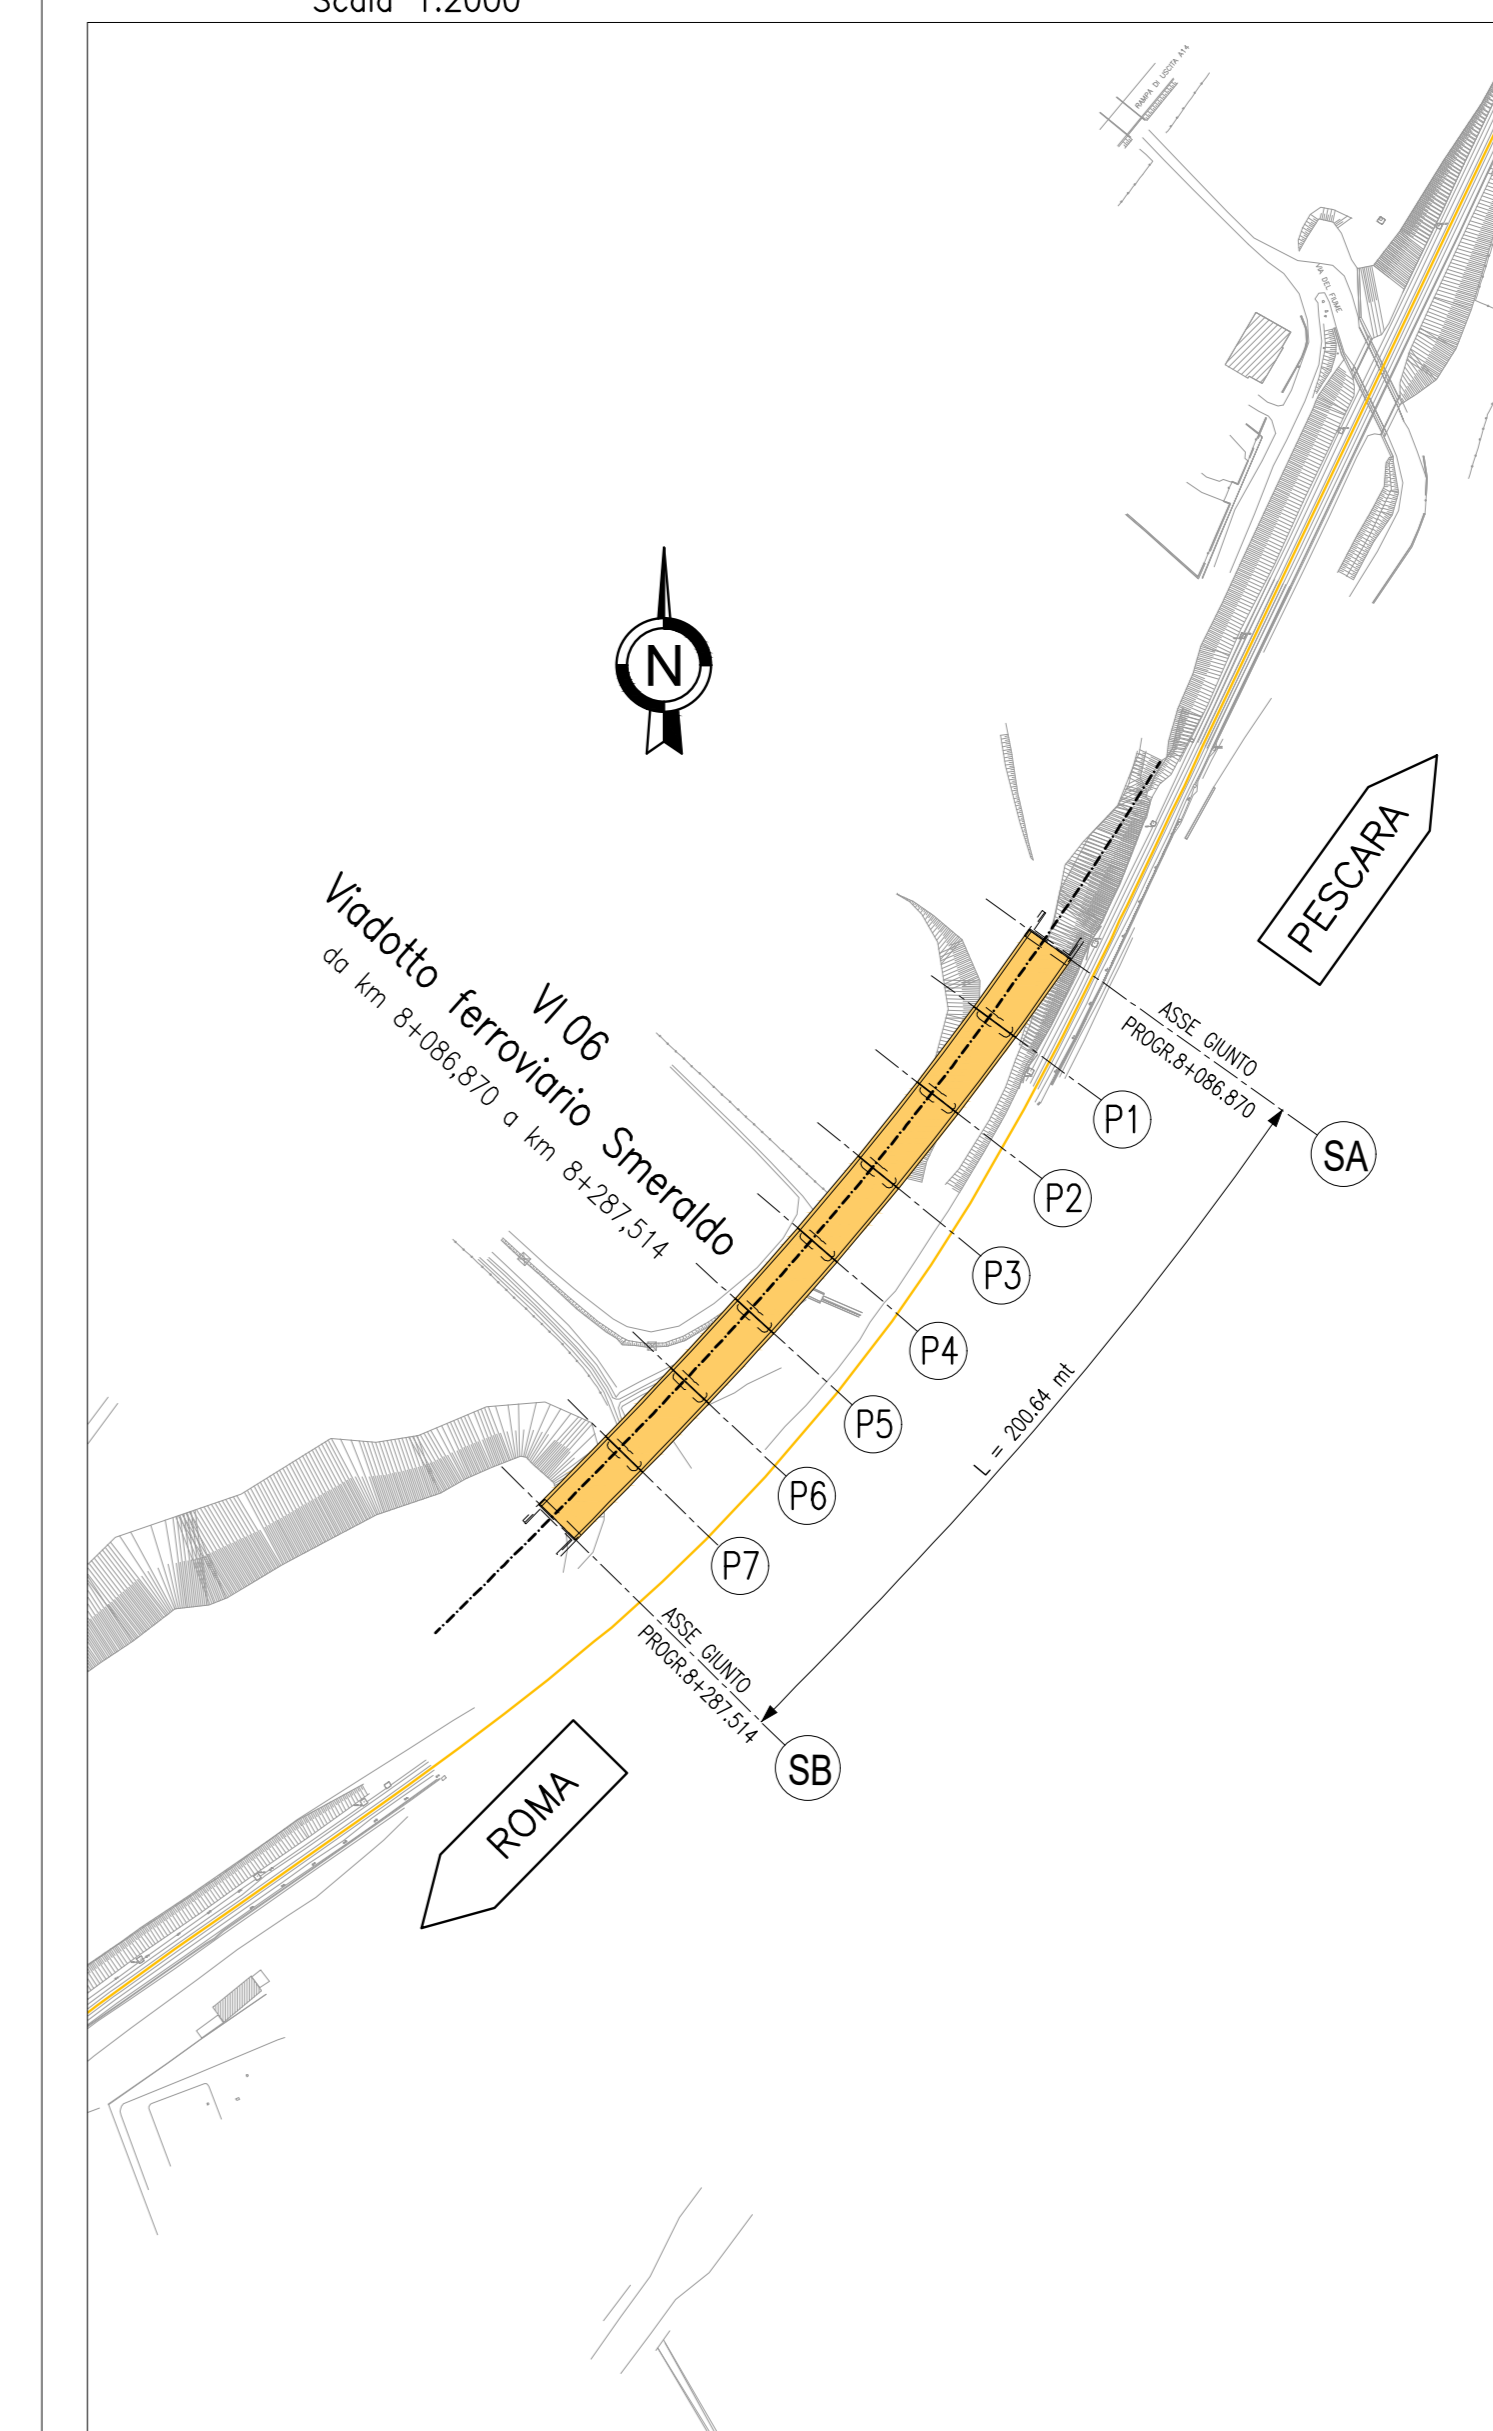 Scala 1:2000
RAMPA DI USCITA A14
VIA DEL FIUME
N
PESCARA
VI 06
Viadotto ferroviario Smeraldo
da km 8+086,870 a km 8+287,514
ASSE GIUNTO
PROGR.8+086.870
SA
P1
P2
P3
P4
P5
P6
P7
L = 200.64 mt
ASSE GIUNTO
PROGR.8+287.514
SB
ROMA